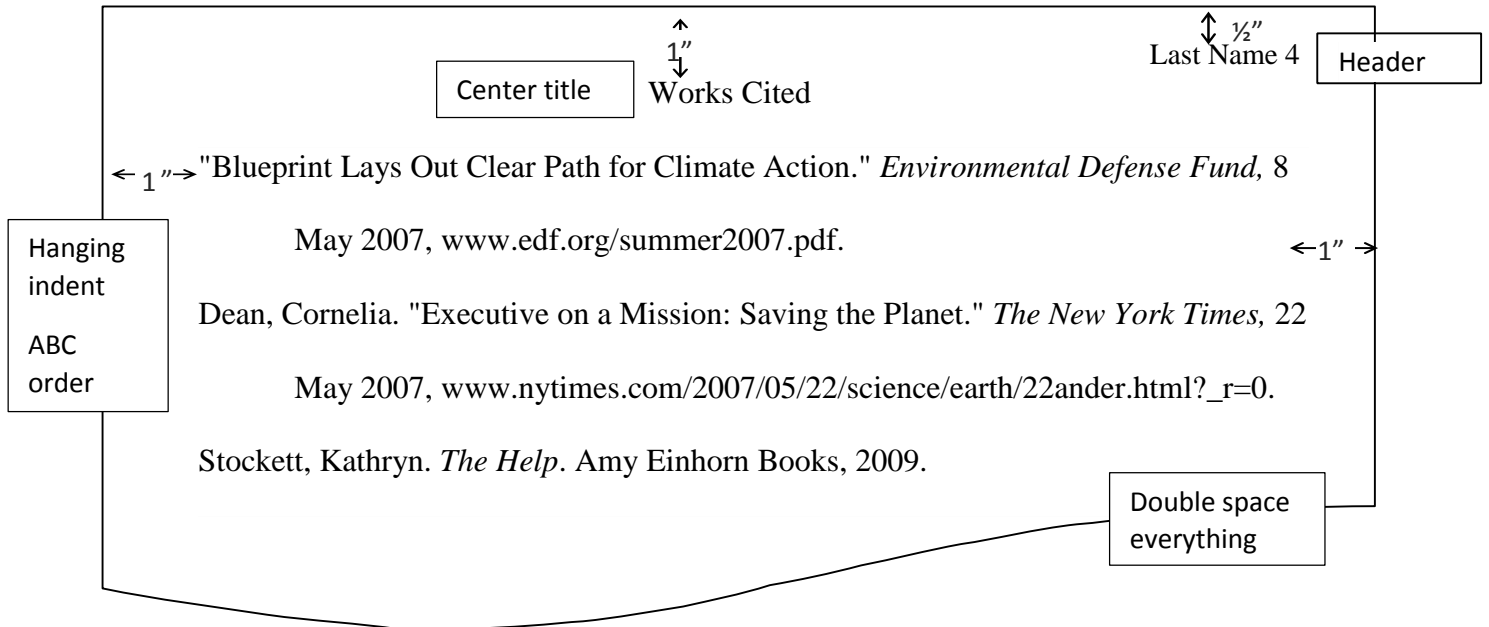 ½”
Last Name 4
Header
1”
Center title
Works Cited
"Blueprint Lays Out Clear Path for Climate Action." Environmental Defense Fund, 8
1”
May 2007, www.edf.org/summer2007.pdf.
Hanging
indent
ABC
order
1”
Dean, Cornelia. "Executive on a Mission: Saving the Planet." The New York Times, 22
May 2007, www.nytimes.com/2007/05/22/science/earth/22ander.html?_r=0.
Stockett, Kathryn. The Help. Amy Einhorn Books, 2009.
Double space
everything